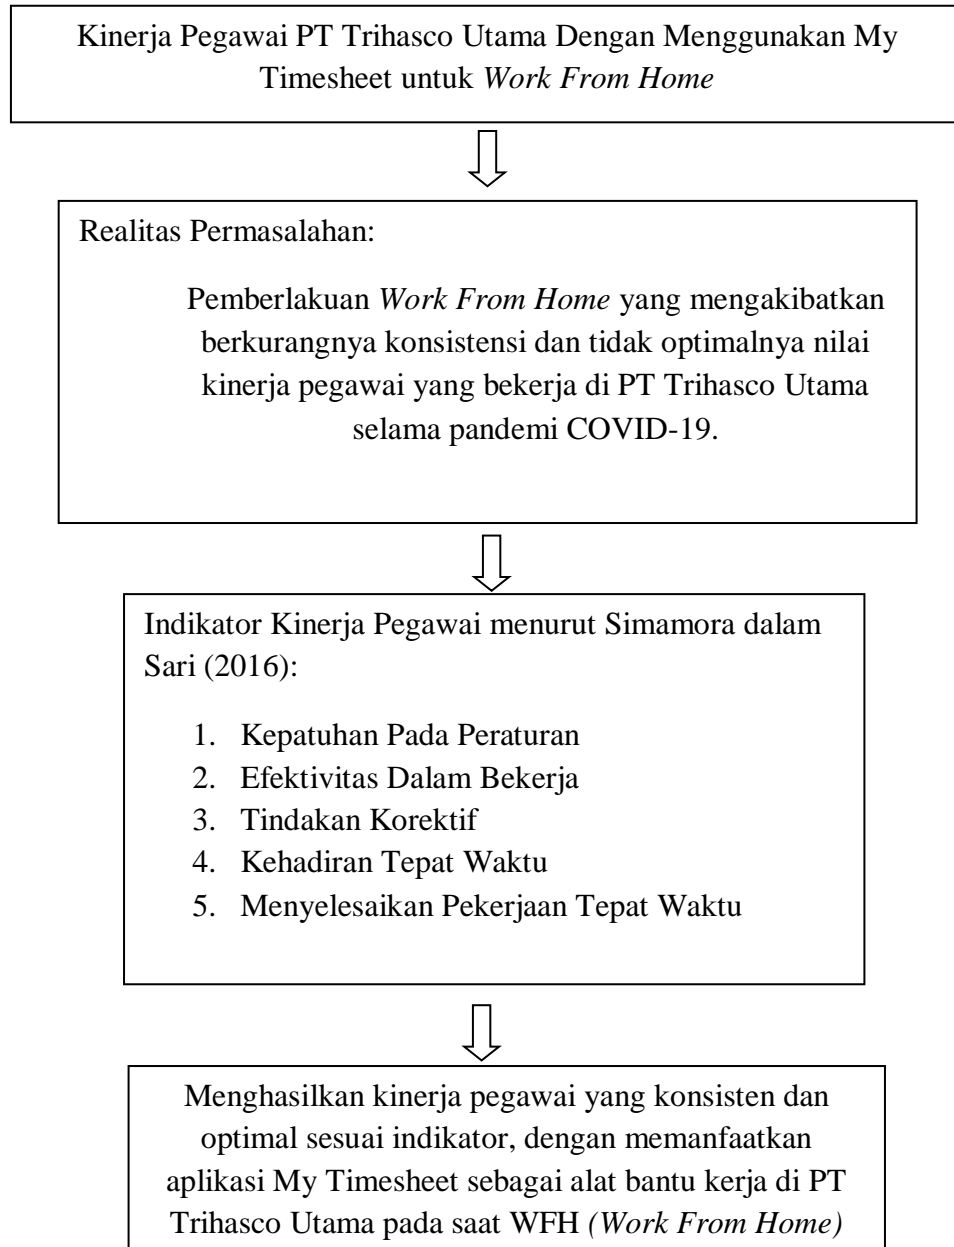 Kinerja Pegawai PT Trihasco Utama Dengan Menggunakan My
Timesheet untuk Work From Home
Realitas Permasalahan:
Pemberlakuan Work From Home yang mengakibatkan
berkurangnya konsistensi dan tidak optimalnya nilai
kinerja pegawai yang bekerja di PT Trihasco Utama
selama pandemi COVID-19.
Indikator Kinerja Pegawai menurut Simamora dalam
Sari (2016):
1. Kepatuhan Pada Peraturan
2. Efektivitas Dalam Bekerja
3. Tindakan Korektif
4. Kehadiran Tepat Waktu
5. Menyelesaikan Pekerjaan Tepat Waktu
Menghasilkan kinerja pegawai yang konsisten dan
optimal sesuai indikator, dengan memanfaatkan
aplikasi My Timesheet sebagai alat bantu kerja di PT
Trihasco Utama pada saat WFH (Work From Home)